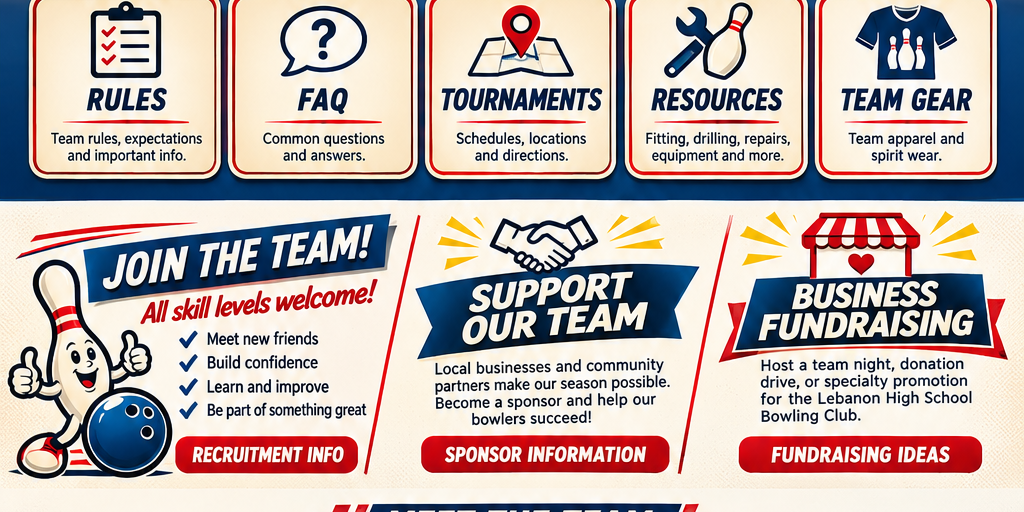 ?
RULES
Team rules, expectations
and important info.
FAQ
Common questions
and answers.
TOURNAMENTS
Schedules, locations
and directions.
RESOURCES
Fitting, drilling, repairs,
equipment and more.
TEAM GEAR
Team apparel and
spirit wear.
JOIN THE TEAM!
All skill levels welcome!
Meet new friends
Build confidence
Learn and improve
Be part of something great
RECRUITMENT INFO
SUPPORT
OUR TEAM
Local businesses and community
partners make our season possible.
Become a sponsor and help our
bowlers succeed!
SPONSOR INFORMATION
BUSINESS
FUNDRAISING
Host a team night, donation
drive, or specialty promotion
for the Lebanon High School
Bowling Club.
FUNDRAISING IDEAS